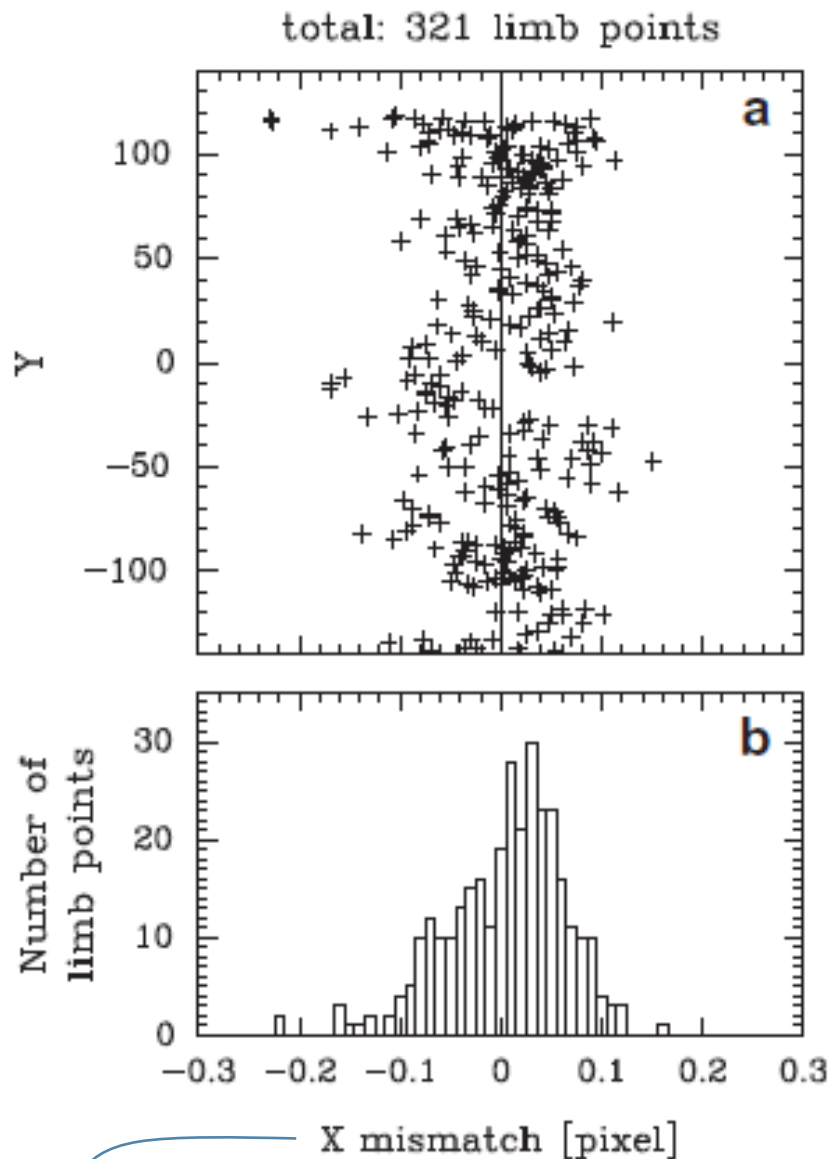 total: 321 limb points
a
100
50
0
−50
−100
Y
b
30
20
10
0
Number of
limb points
−0.3 −0.2 −0.1 0 0.1 0.2 0.3
X mismatch [pixel]